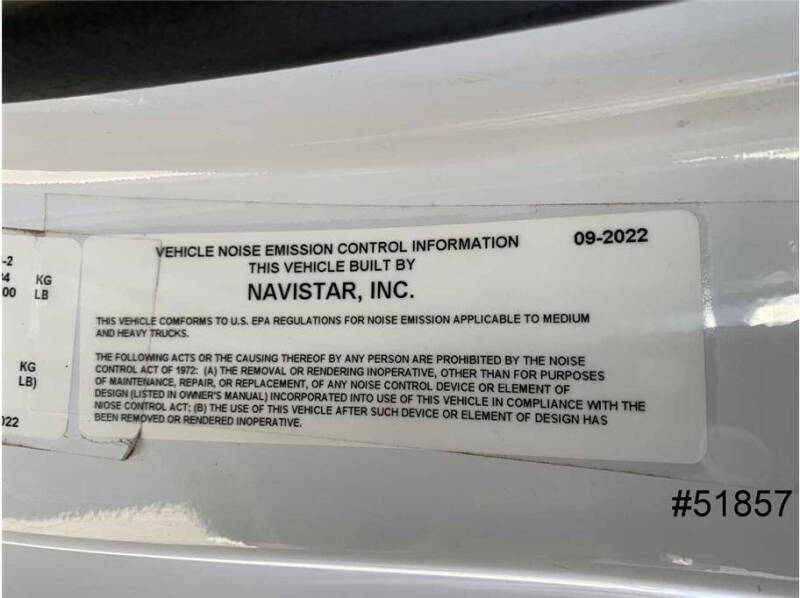 -2
34 KG
00 LB
KG
LB)
022
VEHICLE NOISE EMISSION CONTROL INFORMATION 09-2022
THIS VEHICLE BUILT BY
NAVISTAR, INC.
THIS VEHICLE COMFORMS TO U.S. EPA REGULATIONS FOR NOISE EMISSION APPLICABLE TO MEDIUM
AND HEAVY TRUCKS.
THE FOLLOWING ACTS OR THE CAUSING THEREOF BY ANY PERSON ARE PROHIBITED BY THE NOISE
CONTROL ACT OF 1972: (A) THE REMOVAL OR RENDERING INOPERATIVE, OTHER THAN FOR PURPOSES
OF MAINTENANCE, REPAIR, OR REPLACEMENT, OF ANY NOISE CONTROL DEVICE OR ELEMENT OF
DESIGN (LISTED IN OWNER'S MANUAL) INCORPORATED INTO USE OF THIS VEHICLE IN COMPLIANCE WITH THE
NIOSE CONTROL ACT; (B) THE USE OF THIS VEHICLE AFTER SUCH DEVICE OR ELEMENT OF DESIGN HAS
BEEN REMOVED OR RENDERED INOPERATIVE.
#51857